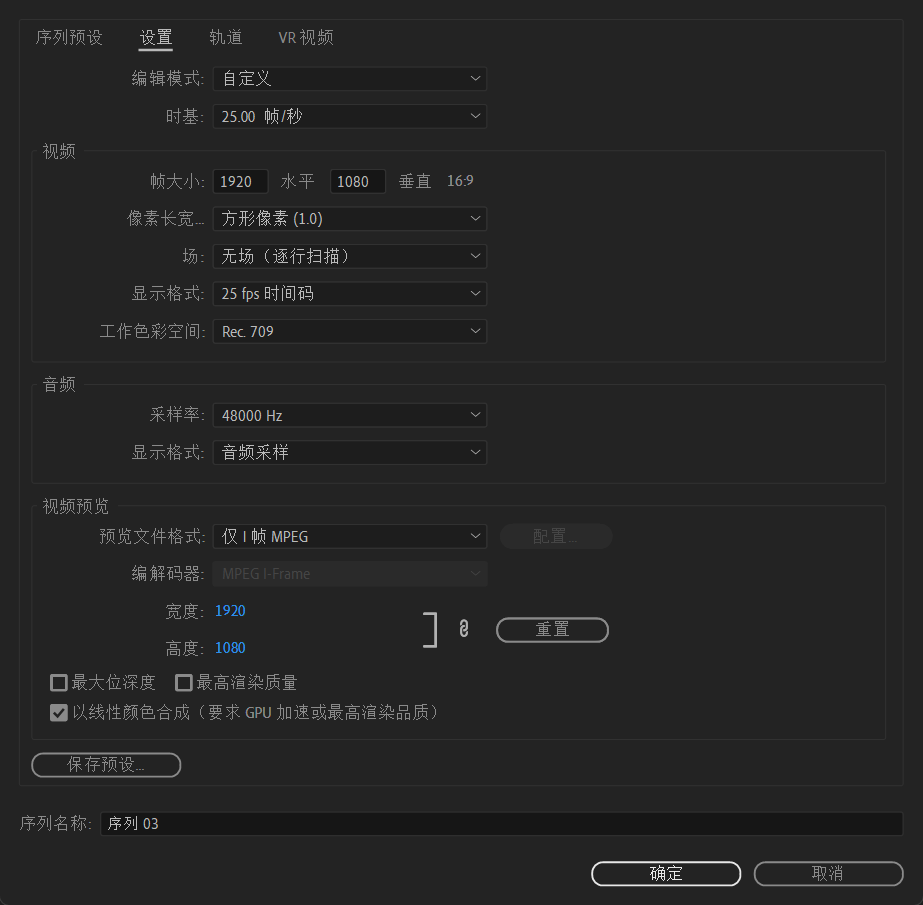 序列预设 设置 轨道 VR 视频
编辑模式: 自定义
时基: 25.00 帧/秒
视频
帧大小: 1920 水平 1080 垂直 16:9
像素长宽... 方形像素 (1.0)
场: 无场（逐行扫描）
显示格式: 25 fps 时间码
工作色彩空间: Rec. 709
音频
采样率: 48000 Hz
显示格式: 音频采样
视频预览
预览文件格式: 仅 I 帧 MPEG 配置...
编解码器: MPEG I-Frame
宽度: 1920
重置
高度: 1080
最大位深度 最高渲染质量
以线性颜色合成（要求 GPU 加速或最高渲染品质）
保存预设...
序列名称: 序列 03
确定 取消